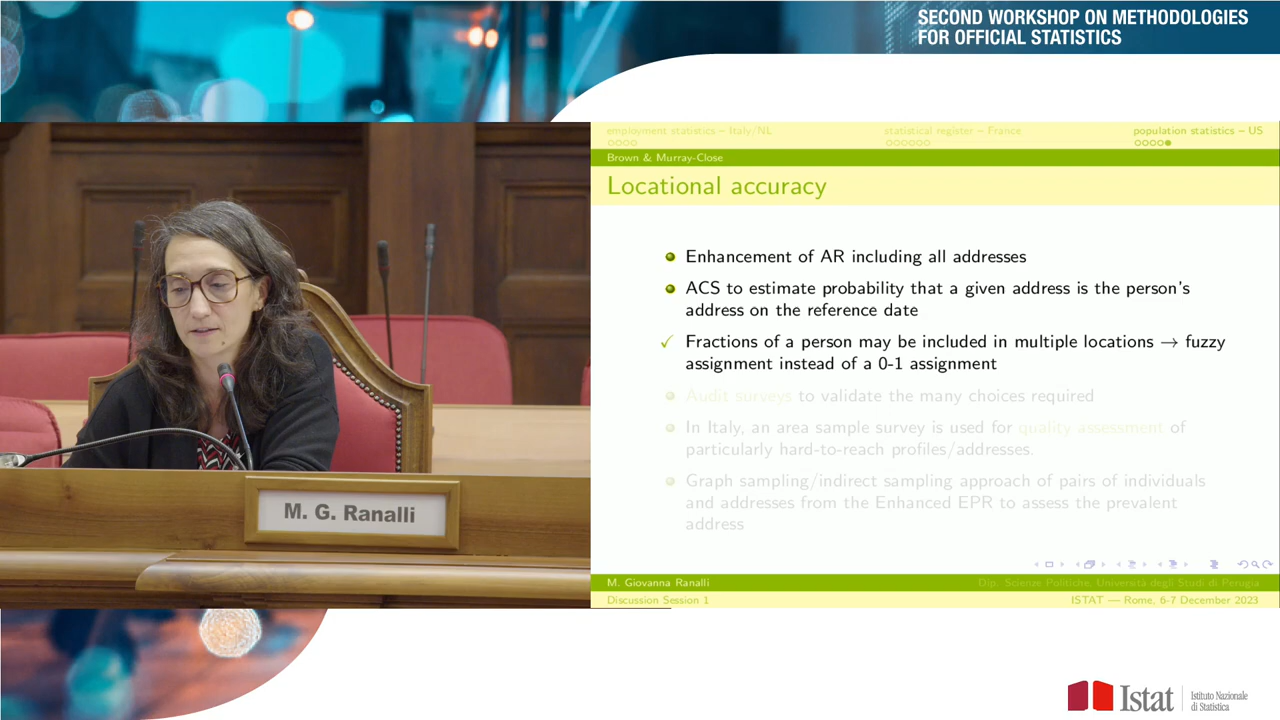 SECOND WORKSHOP ON METHODOLOGIES
FOR OFFICIAL STATISTICS
employment statistics – Italy/NL
statistical register – France
population statistics – US
Brown & Murray-Close
Locational accuracy
Enhancement of AR including all addresses
ACS to estimate probability that a given address is the person's
address on the reference date
✓ Fractions of a person may be included in multiple locations → fuzzy
assignment instead of a 0-1 assignment
Audit surveys to validate the many choices required
In Italy, an area sample survey is used for quality assessment of
particularly hard-to-reach profiles/addresses.
Graph sampling/indirect sampling approach of pairs of individuals
and addresses from the Enhanced EPR to assess the prevalent
address
M. Giovanna Ranalli
Dip. Scienze Politiche, Università degli Studi di Perugia
Discussion Session 1
ISTAT — Rome, 6-7 December 2023
M. G. Ranalli
Istat
Istituto Nazionale
di Statistica